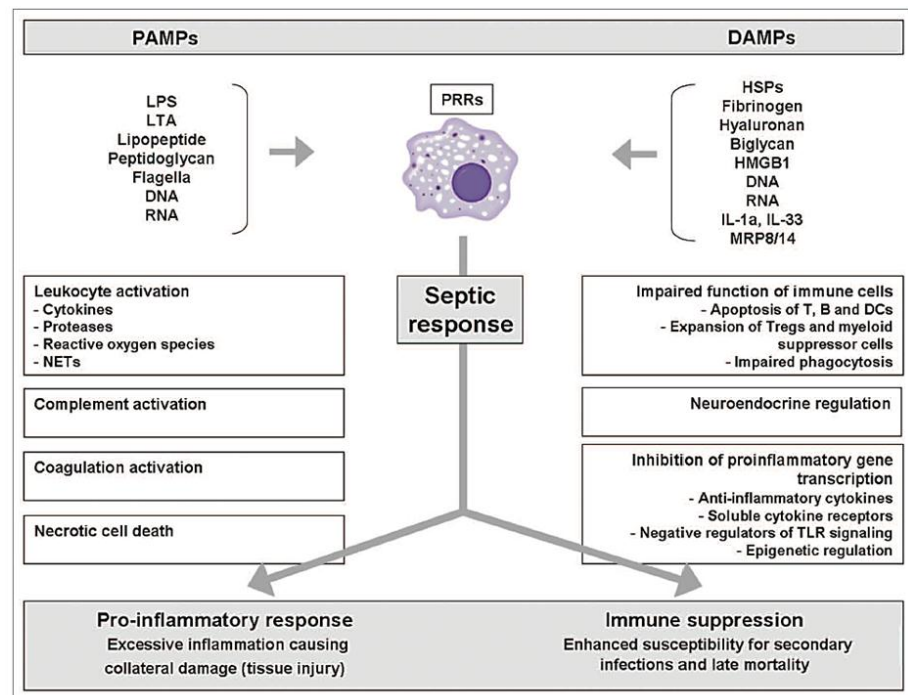 PAMPs
DAMPs
LPS
LTA
Lipopeptide
Peptidoglycan
Flagella
DNA
RNA
PRRs
HSPs
Fibrinogen
Hyaluronan
Biglycan
HMGB1
DNA
RNA
IL-1a, IL-33
MRP8/14
Septic
response
Leukocyte activation
- Cytokines
- Proteases
- Reactive oxygen species
- NETs
Complement activation
Coagulation activation
Necrotic cell death
Impaired function of immune cells
- Apoptosis of T, B and DCs
- Expansion of Tregs and myeloid
suppressor cells
- Impaired phagocytosis
Neuroendocrine regulation
Inhibition of proinflammatory gene
transcription
- Anti-inflammatory cytokines
- Soluble cytokine receptors
- Negative regulators of TLR signaling
- Epigenetic regulation
Pro-inflammatory response
Excessive inflammation causing
collateral damage (tissue injury)
Immune suppression
Enhanced susceptibility for secondary
infections and late mortality